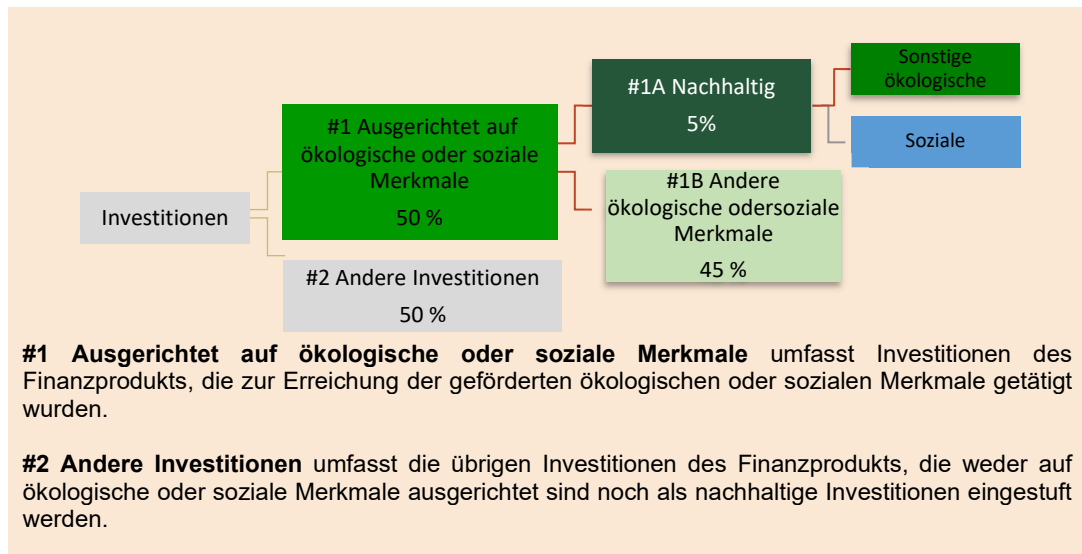 Investitionen
#1 Ausgerichtet auf
ökologische oder soziale
Merkmale
50 %
#2 Andere Investitionen
50 %
#1A Nachhaltig
5%
#1B Andere
ökologische odersoziale
Merkmale
45 %
Sonstige
ökologische
Soziale
#1 Ausgerichtet auf ökologische oder soziale Merkmale umfasst Investitionen des
Finanzprodukts, die zur Erreichung der geförderten ökologischen oder sozialen Merkmale getätigt
wurden.
#2 Andere Investitionen umfasst die übrigen Investitionen des Finanzprodukts, die weder auf
ökologische oder soziale Merkmale ausgerichtet sind noch als nachhaltige Investitionen eingestuft
werden.